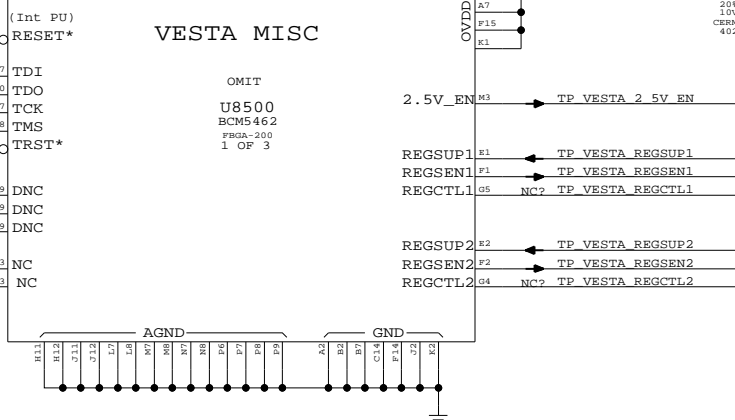 (Int PU)
RESET*
VESTA MISC
OVDD
A7
F15
K1
20%
10V
CERM
402
TDI
TDO
TCK
TMS
TRST*
OMIT
U8500
BCM5462
FBGA-200
1 OF 3
2.5V_EN M3 TP_VESTA_2_5V_EN
REGSUP1 E1 TP_VESTA_REGSUP1
REGSEN1 F1 TP_VESTA_REGSEN1
REGCTL1 G5 NC? TP_VESTA_REGCTL1
DNC
DNC
DNC
REGSUP2 E2 TP_VESTA_REGSUP2
NC REGSEN2 F2 TP_VESTA_REGSEN2
NC REGCTL2 G4 NC? TP_VESTA_REGCTL2
AGND GND
H11 H12 J11 J12 L7 L8 M7 M8 N7 N8 P6 P7 P8 P9 A2 B2 B7 C14 F14 J2 K2